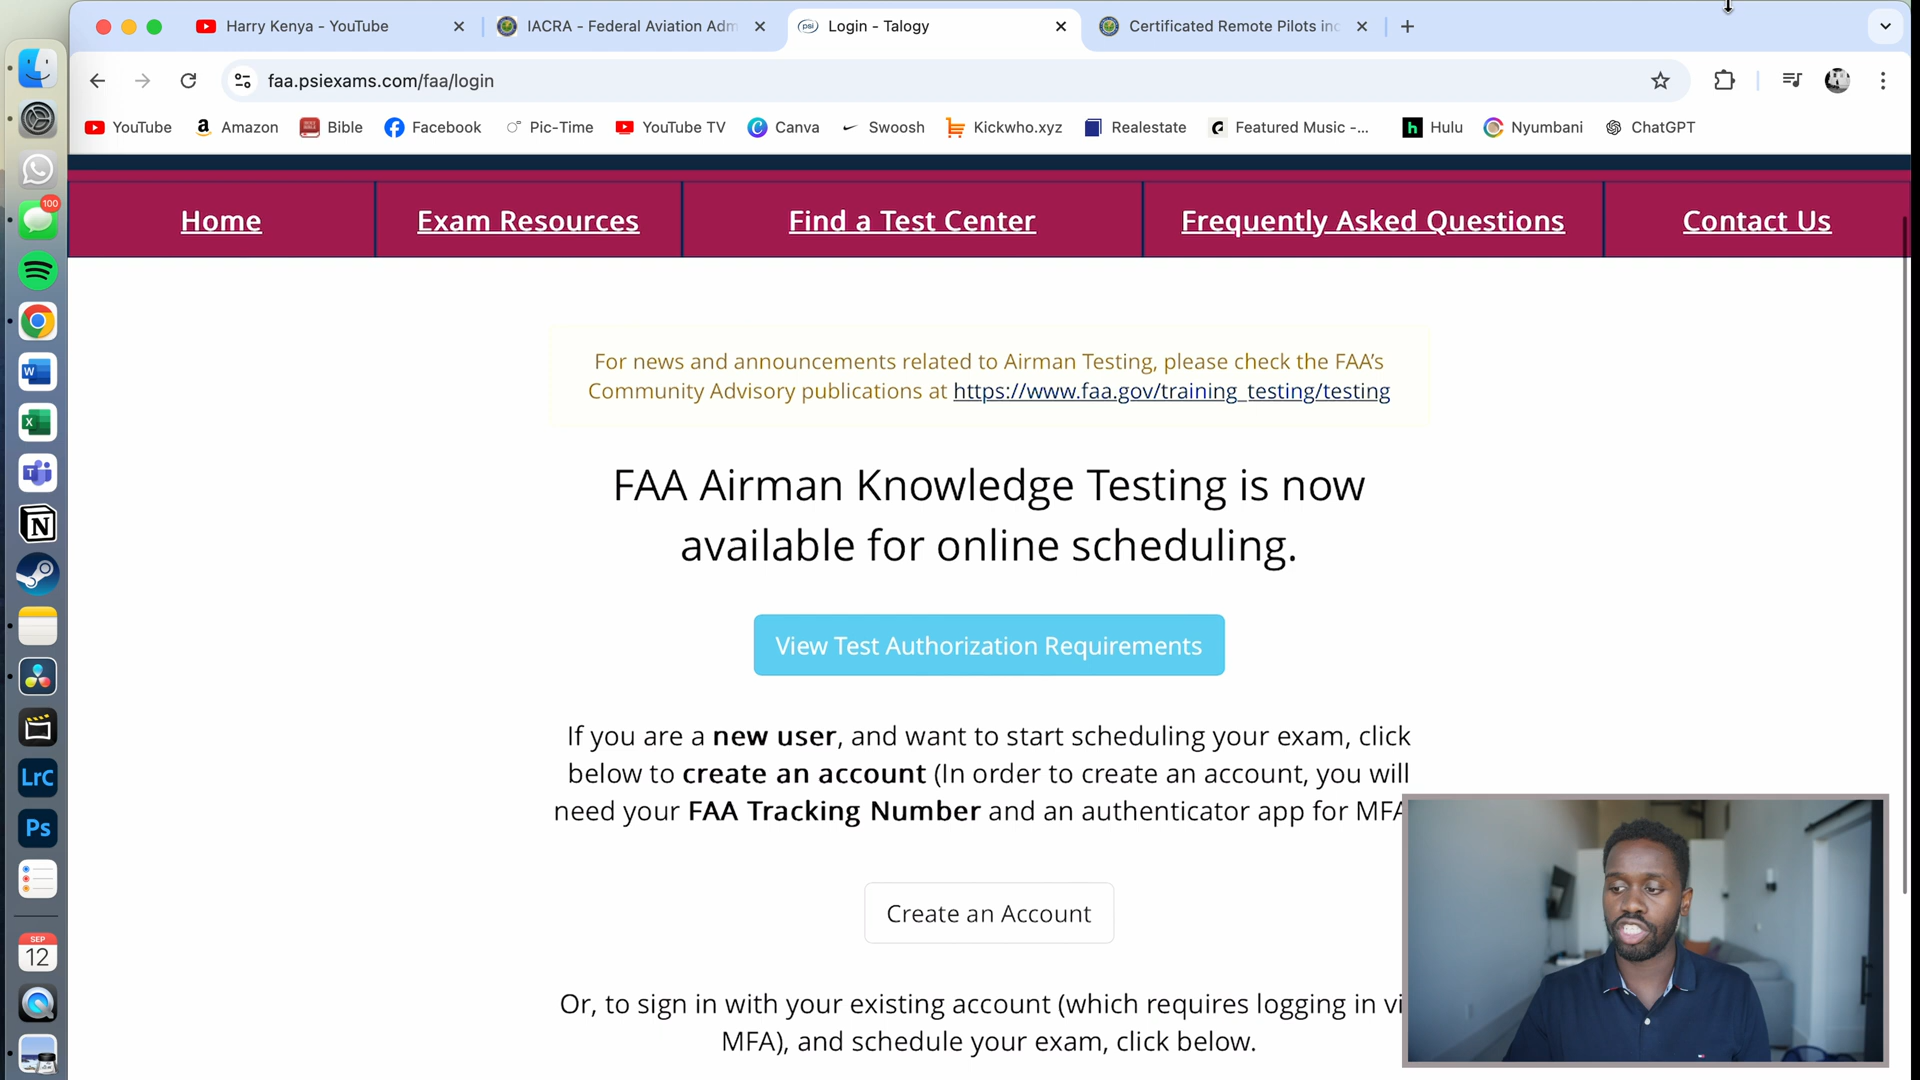 Harry Kenya - YouTube
IACRA - Federal Aviation Adm
psi Login - Talogy
Certificated Remote Pilots inc
faa.psiexams.com/faa/login
YouTube
Amazon
Bible
Facebook
Pic-Time
YouTube TV
Canva
Swoosh
Kickwho.xyz
Realestate
Featured Music -...
Hulu
Nyumbani
ChatGPT
100
Home
Exam Resources
Find a Test Center
Frequently Asked Questions
Contact Us
For news and announcements related to Airman Testing, please check the FAA's
Community Advisory publications at https://www.faa.gov/training_testing/testing
FAA Airman Knowledge Testing is now
available for online scheduling.
View Test Authorization Requirements
If you are a new user, and want to start scheduling your exam, click
below to create an account (In order to create an account, you will
need your FAA Tracking Number and an authenticator app for MFA
Create an Account
Or, to sign in with your existing account (which requires logging in vi
MFA), and schedule your exam, click below.
W
X
T
N
LrC
Ps
SEP
12